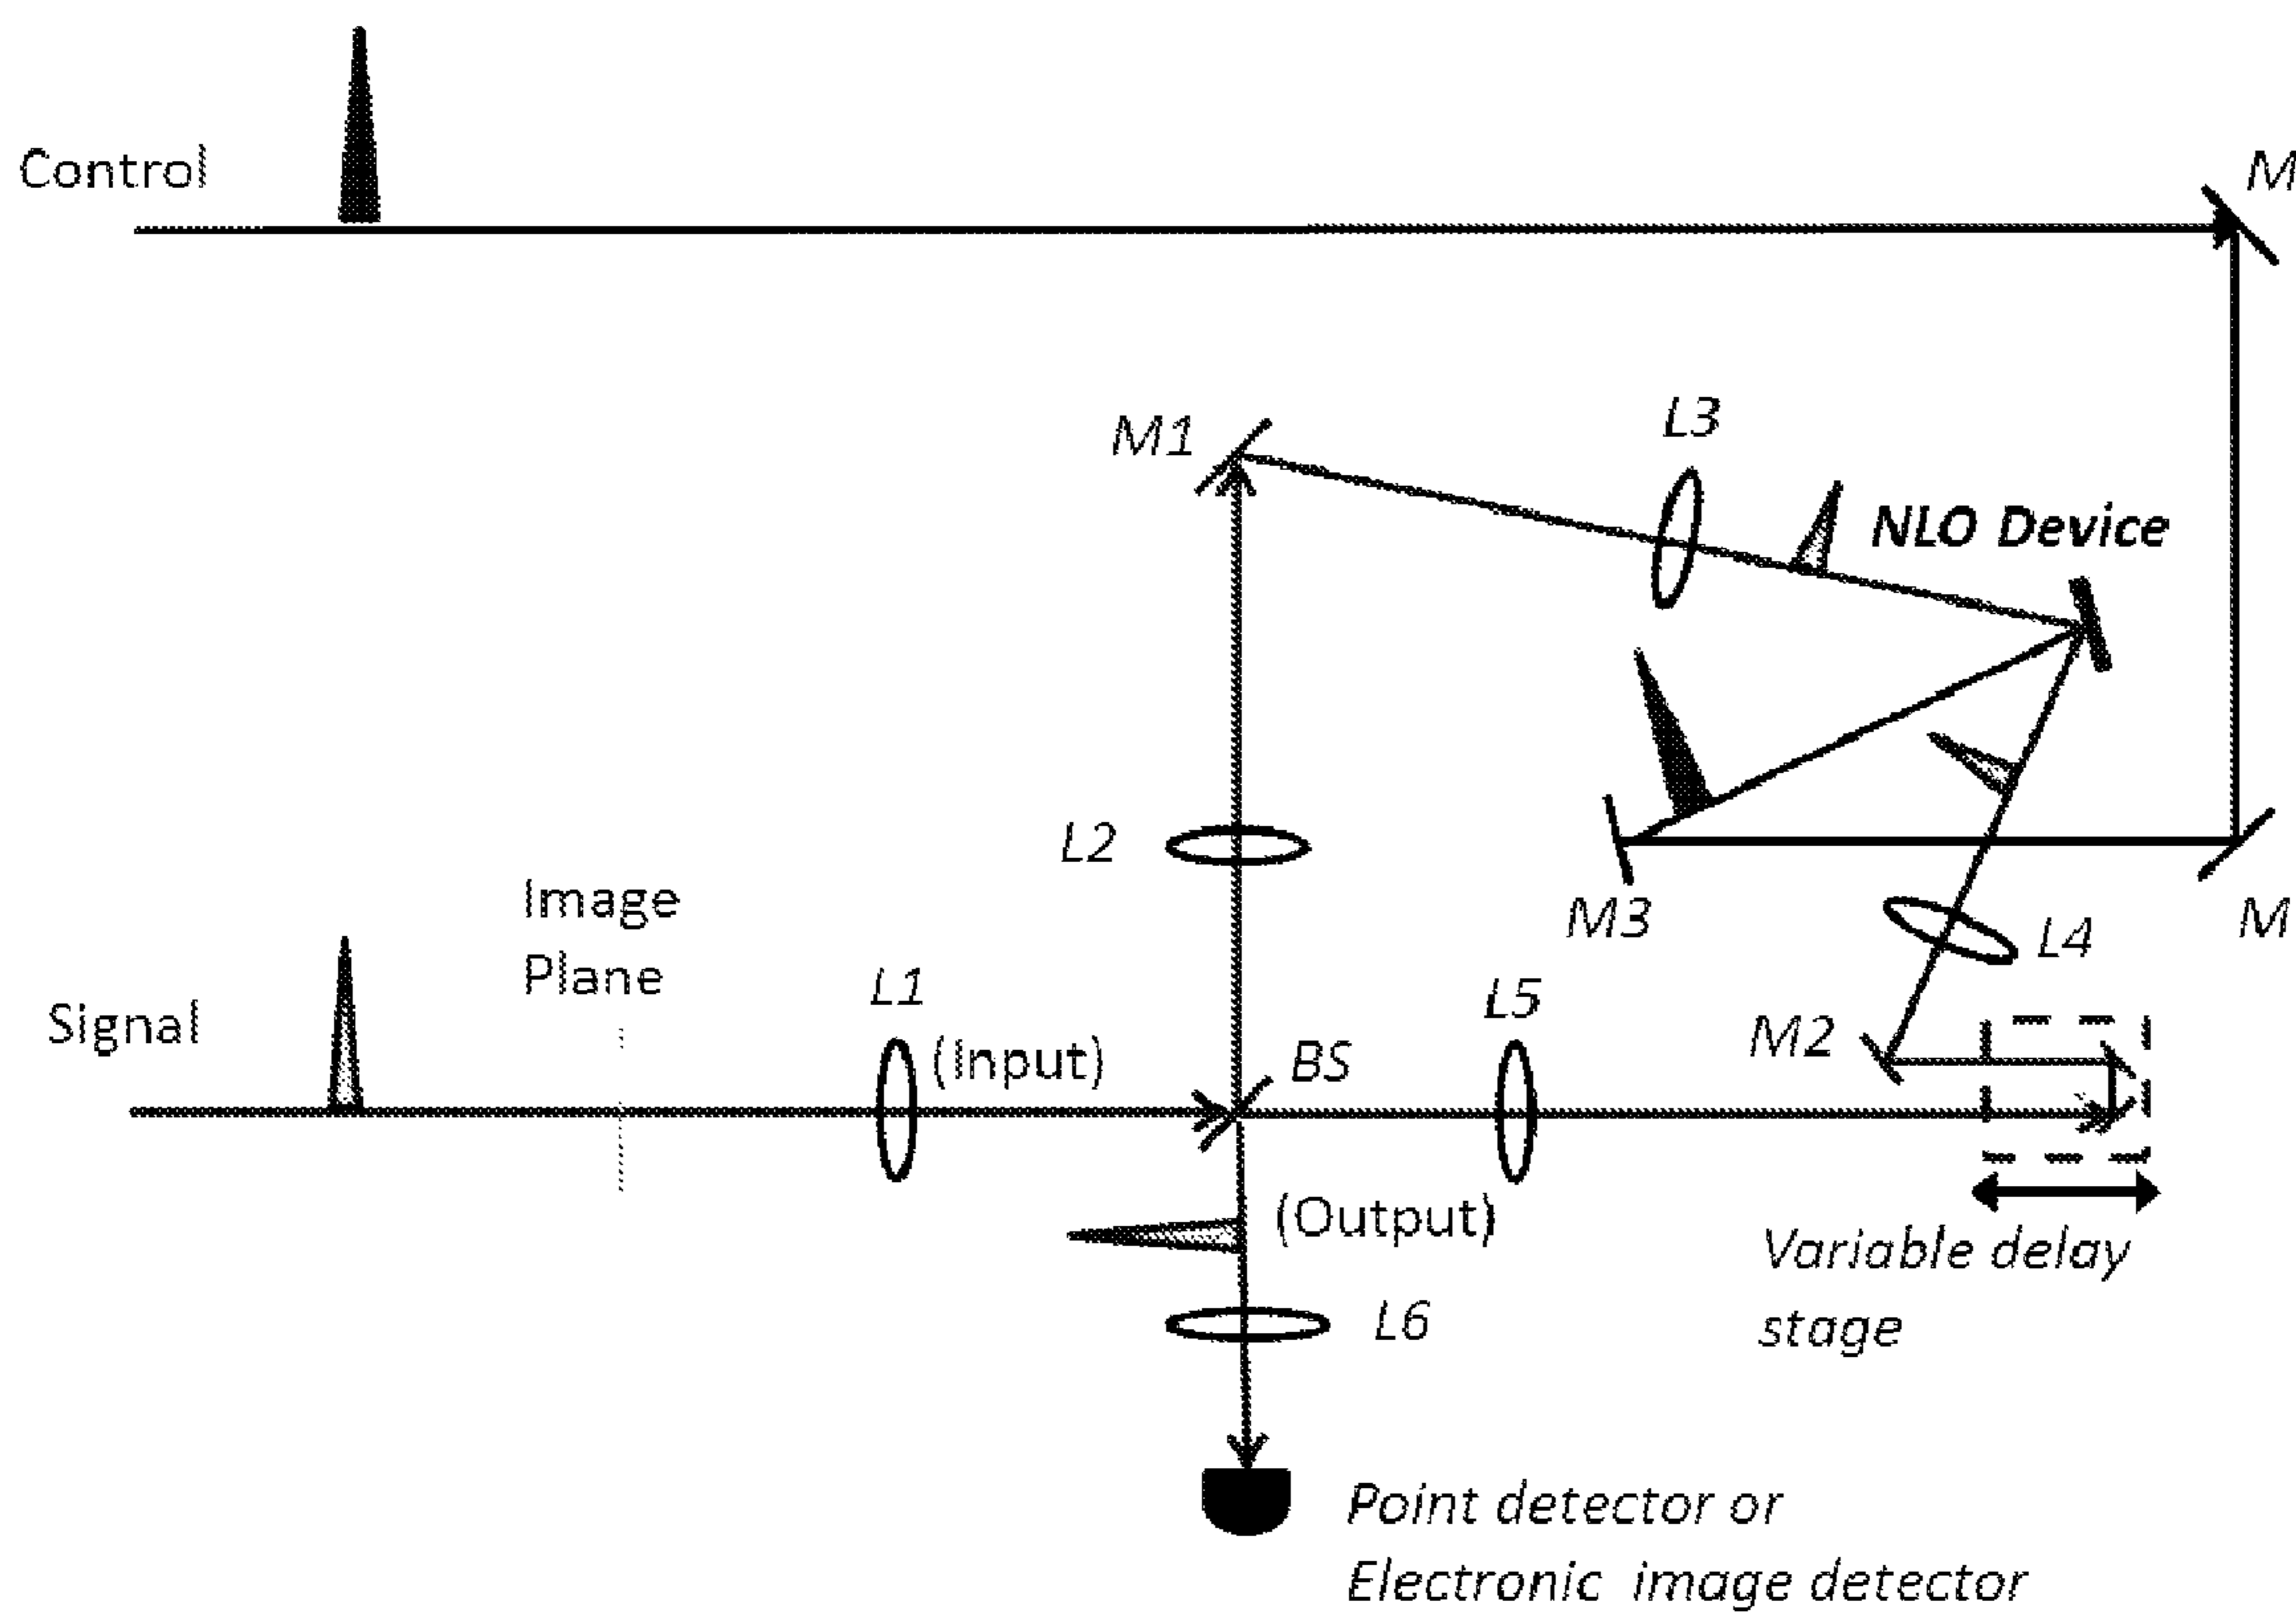 Control
M
M1
L3
NLO Device
L2
M3
M
L4
Image
Plane
Signal
L1
(Input)
BS
L5
M2
(Output)
Variable delay
stage
L6
Point detector or
Electronic image detector